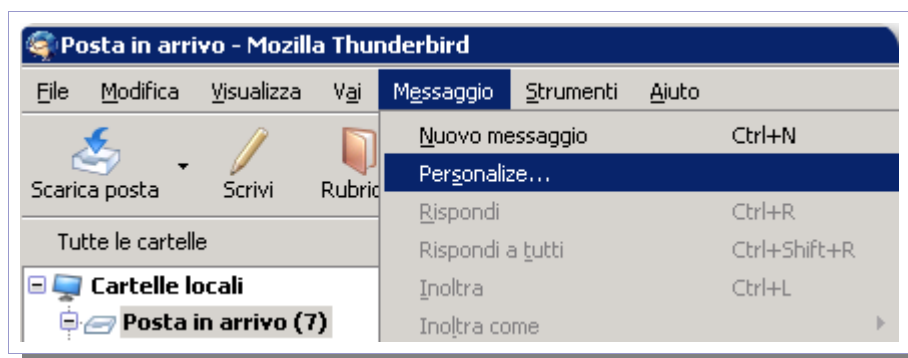 Posta in arrivo - Mozilla Thunderbird
File Modifica Visualizza Vai Messaggio Strumenti Aiuto
Nuovo messaggio Ctrl+N
Personalize...
Scarica posta Scrivi Rubric
Rispondi Ctrl+R
Tutte le cartelle
Rispondi a tutti Ctrl+Shift+R
Cartelle locali
Inoltra Ctrl+L
Posta in arrivo (7)
Inoltra come